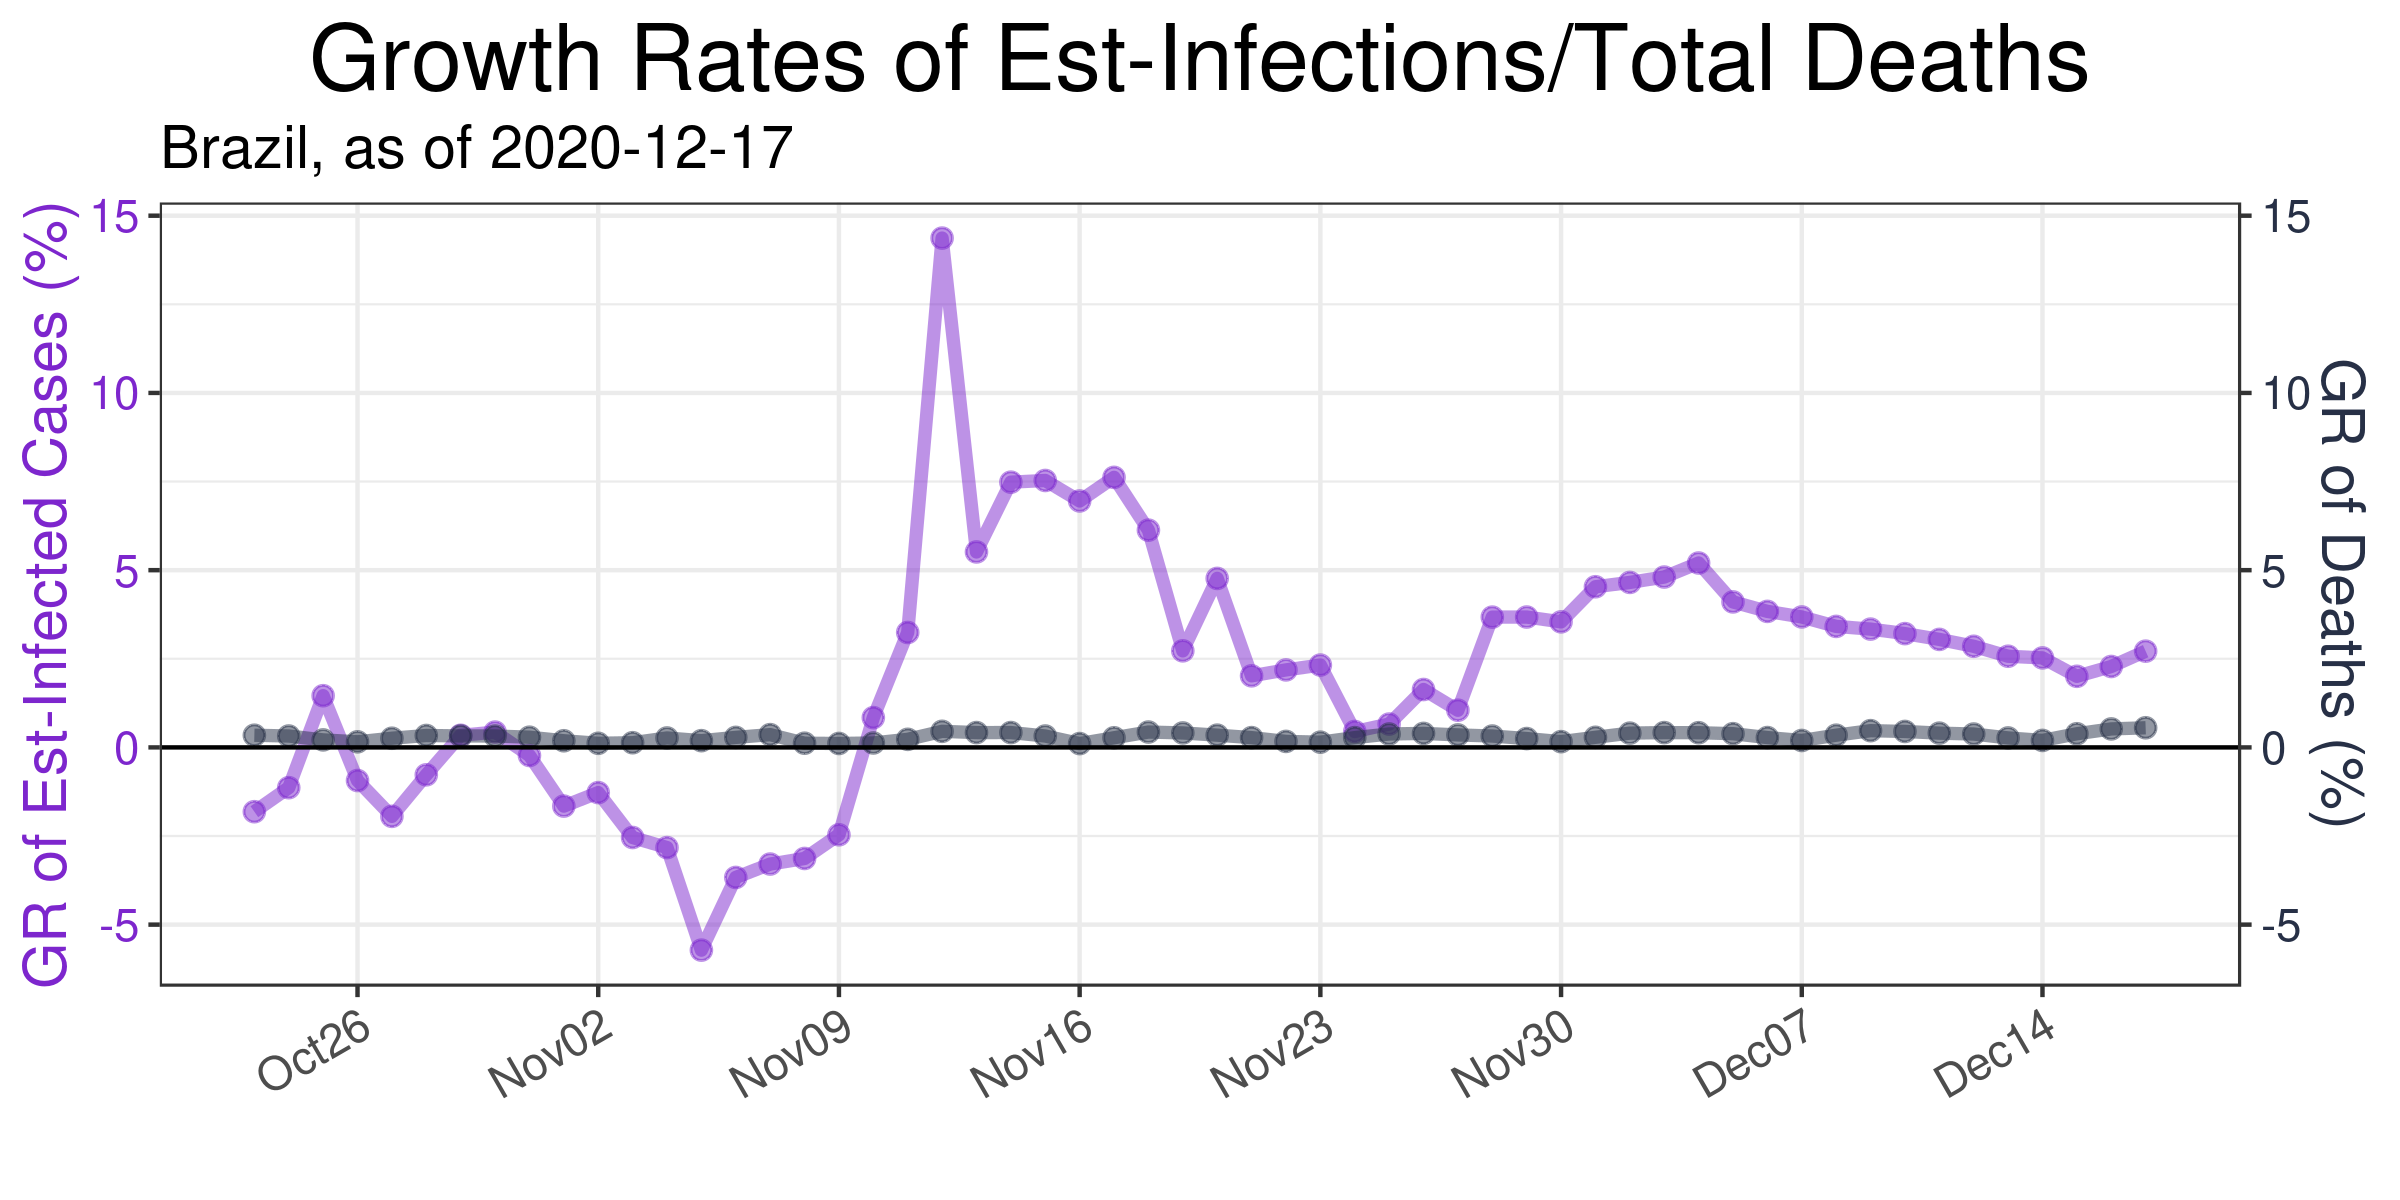 Growth Rates of Est-Infections/Total Deaths
Brazil, as of 2020-12-17
GR of Est-Infected Cases (%)
15
10
5
0
-5
15
10
5
0
-5
GR of Deaths (%)
Oct26
Nov02
Nov09
Nov16
Nov23
Nov30
Dec07
Dec14